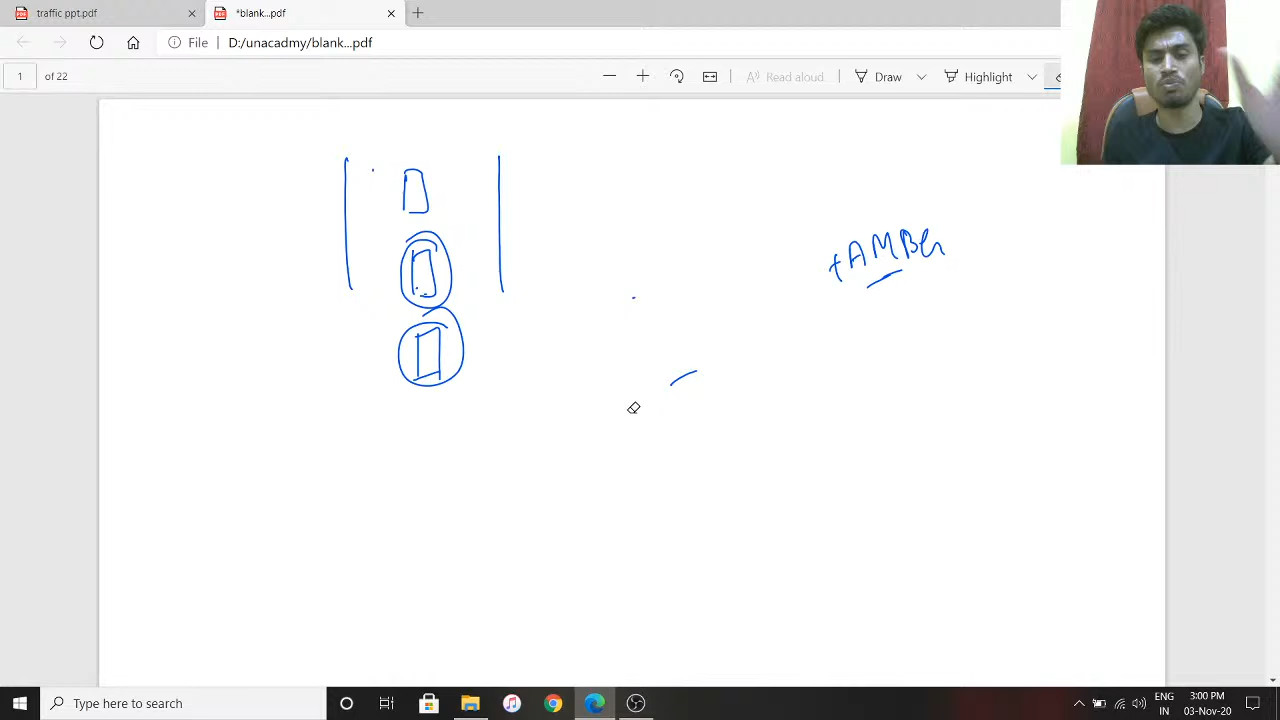 traffic ppt.pdf
*blank...pdf
File
D:/unacadmy/blank...pdf
1 of 22
Read aloud
Draw
Highlight
+AMBER
Type here to search
ENG
IN
3:00 PM
03-Nov-20